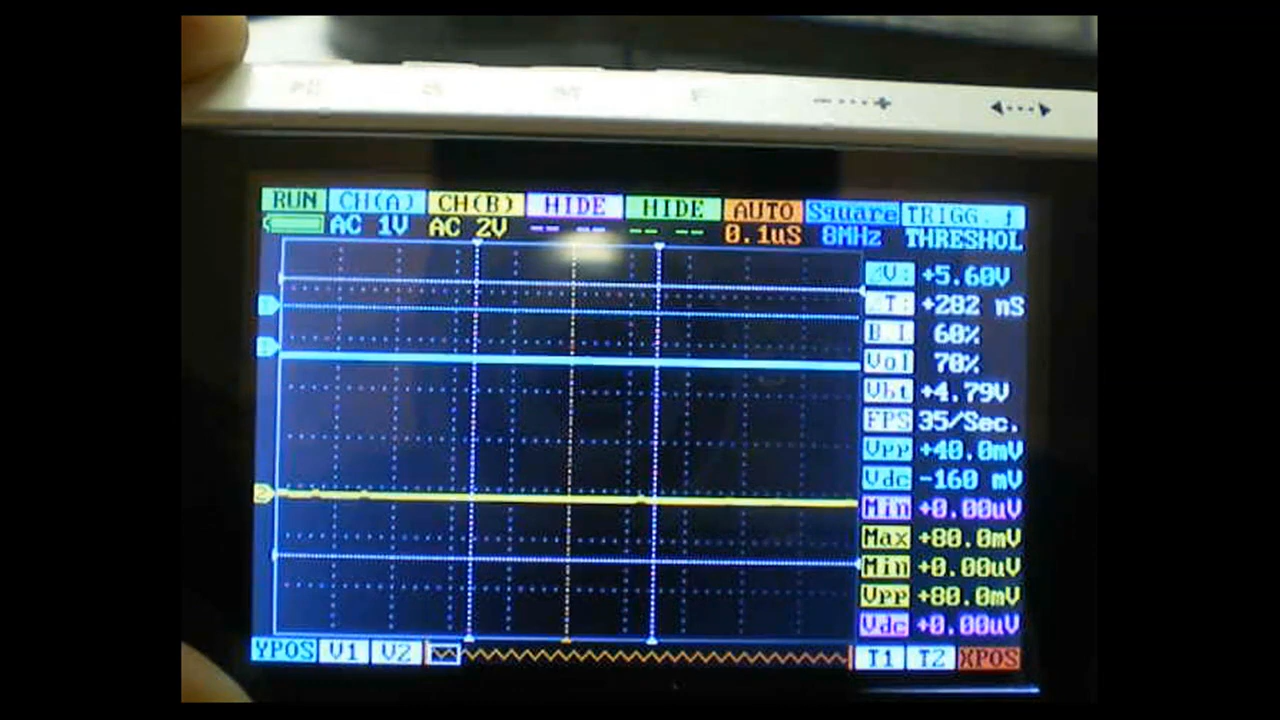 RUN CH(A) CH(B) HIDE HIDE AUTO Square TRIGG.
AC 1V AC 2V -- -- -- -- 0.1uS 8MHz THRESHOL
△V: +5.60V
△T: +282 nS
B.L 60%
Vol 70%
Vbt +4.79V
FPS 35/Sec.
Vpp +40.0mV
Vdc -160 mV
Min +0.00uV
Max +80.0mV
Min +0.00uV
Vpp +80.0mV
Vdc +0.00uV
YPOS V1 V2 T1 T2 XPOS